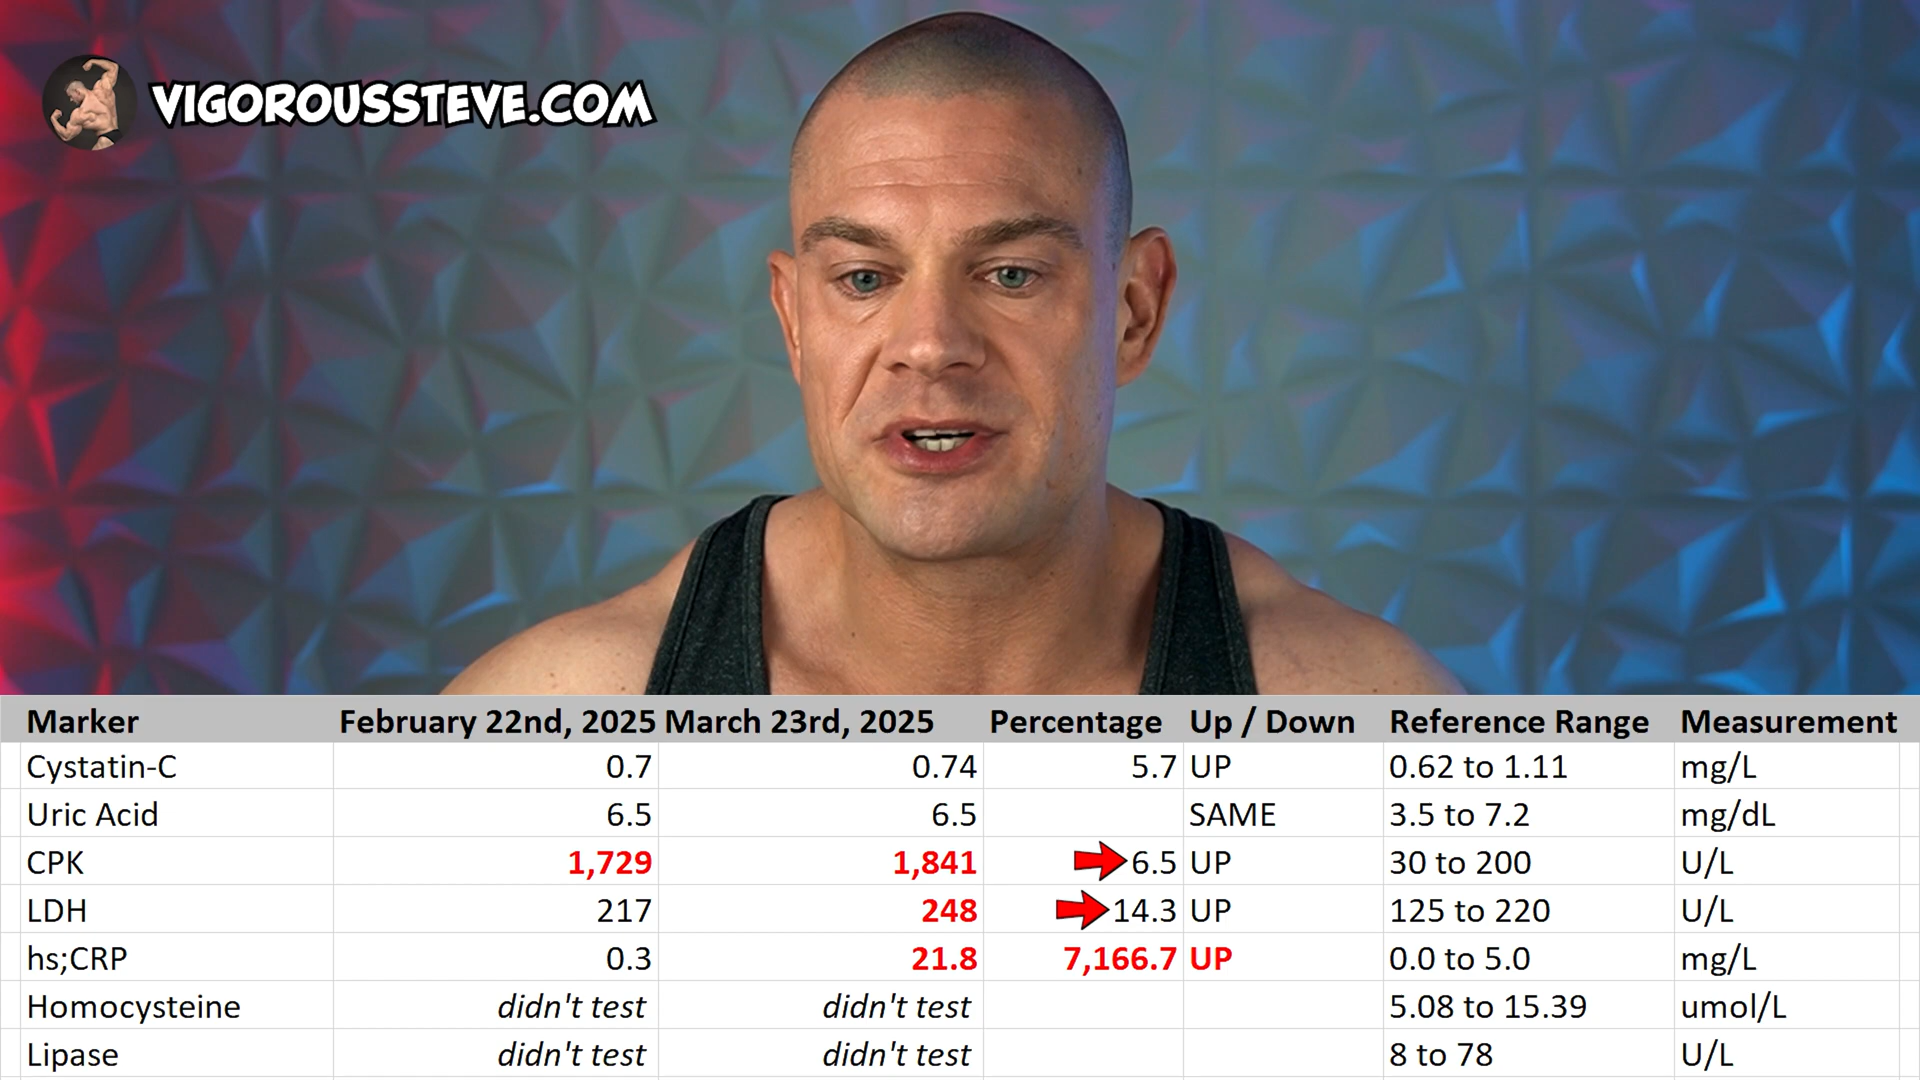 VIGOROUSSTEVE.COM
Marker February 22nd, 2025 March 23rd, 2025 Percentage Up / Down Reference Range Measurement
Cystatin-C 0.7 0.74 5.7 UP 0.62 to 1.11 mg/L
Uric Acid 6.5 6.5 SAME 3.5 to 7.2 mg/dL
CPK 1,729 1,841 6.5 UP 30 to 200 U/L
LDH 217 248 14.3 UP 125 to 220 U/L
hs;CRP 0.3 21.8 7,166.7 UP 0.0 to 5.0 mg/L
Homocysteine didn't test didn't test 5.08 to 15.39 umol/L
Lipase didn't test didn't test 8 to 78 U/L